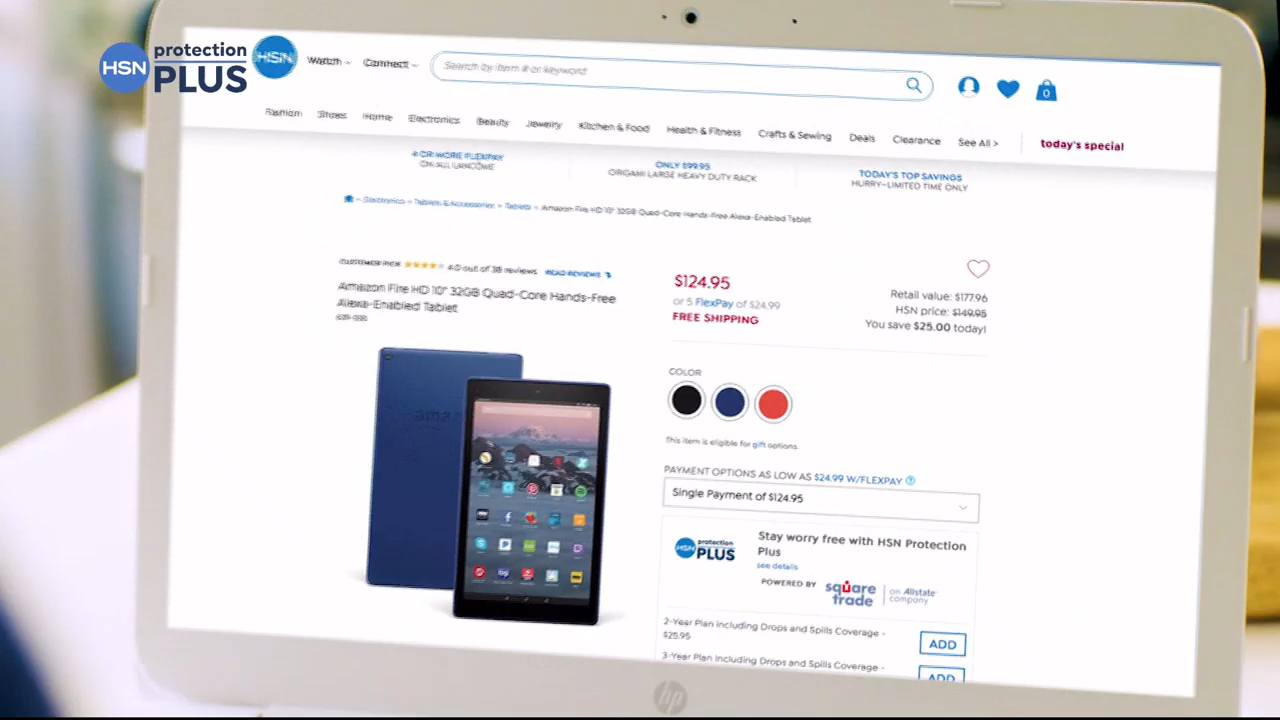 HSN protection PLUS
HSN
Watch
Connect
Search by item # or keyword
0
Fashion
Shoes
Home
Electronics
Beauty
Jewelry
Kitchen & Food
Health & Fitness
Crafts & Sewing
Deals
Clearance
See All >
today's special
ON ALL LANCOME
ONLY $99.95
ORIGAMI LARGE HEAVY DUTY RACK
TODAY'S TOP SAVINGS
HURRY–LIMITED TIME ONLY
Electronics > Tablets & Accessories > Tablets > Amazon Fire HD 10" 32GB Quad-Core Hands-Free Alexa-Enabled Tablet
CUSTOMER PICK
4.0 out of 38 reviews
READ REVIEWS
Amazon Fire HD 10" 32GB Quad-Core Hands-Free
Alexa-Enabled Tablet
$124.95
or 5 FlexPay of $24.99
FREE SHIPPING
Retail value: $177.96
HSN price: $149.95
You save $25.00 today!
COLOR
This item is eligible for gift options.
PAYMENT OPTIONS AS LOW AS $24.99 W/FLEXPAY ?
Single Payment of $124.95
HSN protection PLUS
Stay worry free with HSN Protection
Plus
see details
POWERED BY
square trade
an Allstate company
2-Year Plan Including Drops and Spills Coverage -
$25.95
ADD
3-Year Plan Including Drops and Spills Coverage -
ADD
amaz
hp